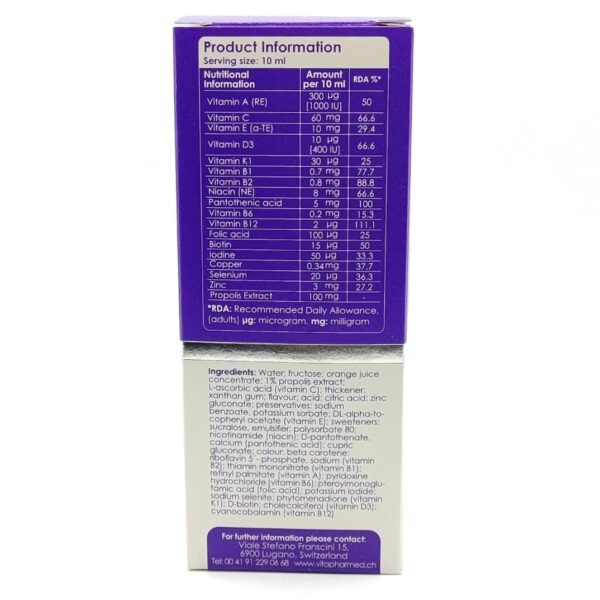 Product Information
Serving size: 10 ml
Nutritional Information Amount per 10 ml RDA %*
Vitamin A (RE) 300 µg [1000 IU] 50
Vitamin C 60 mg 66.6
Vitamin E (a-TE) 10 mg 29.4
Vitamin D3 10 µg [400 IU] 66.6
Vitamin K1 30 µg 25
Vitamin B1 0.7 mg 77.7
Vitamin B2 0.8 mg 88.8
Niacin (NE) 8 mg 66.6
Pantothenic acid 5 mg 100
Vitamin B6 0.2 mg 15.3
Vitamin B12 2 µg 111.1
Folic acid 100 µg 25
Biotin 15 µg 50
Iodine 50 µg 33.3
Copper 0.34 mg 37.7
Selenium 20 µg 36.3
Zinc 3 mg 27.2
Propolis Extract 100 mg -
*RDA: Recommended Daily Allowance,
(adults) µg: microgram, mg: milligram
Ingredients: Water; fructose; orange juice
concentrate; 1% propolis extract;
L-ascorbic acid (vitamin C); thickener:
xanthan gum; flavour; acid: citric acid; zinc
gluconate; preservatives: sodium
benzoate, potassium sorbate; DL-alpha-to-
copheryl acetate (vitamin E); sweeteners:
sucralose, emulsifier: polysorbate 80;
nicotinamide (niacin); D-pantothenate,
calcium (pantothenic acid); cupric
gluconate; colour: beta carotene;
riboflavin 5´- phosphate, sodium (vitamin
B2); thiamin mononitrate (vitamin B1);
retinyl palmitate (vitamin A); pyridoxine
hydrochloride (vitamin B6); pteroylmonoglu-
tamic acid (folic acid); potassium iodide;
sodium selenite; phytomenadione (vitamin
K1); D-biotin; cholecalciferol (vitamin D3);
cyanocobalamin (vitamin B12)
For further information please contact:
Viale Stefano Franscini 15,
6900 Lugano, Switzerland
Tel: 00 41 91 229 06 68 www.vitapharmed.ch